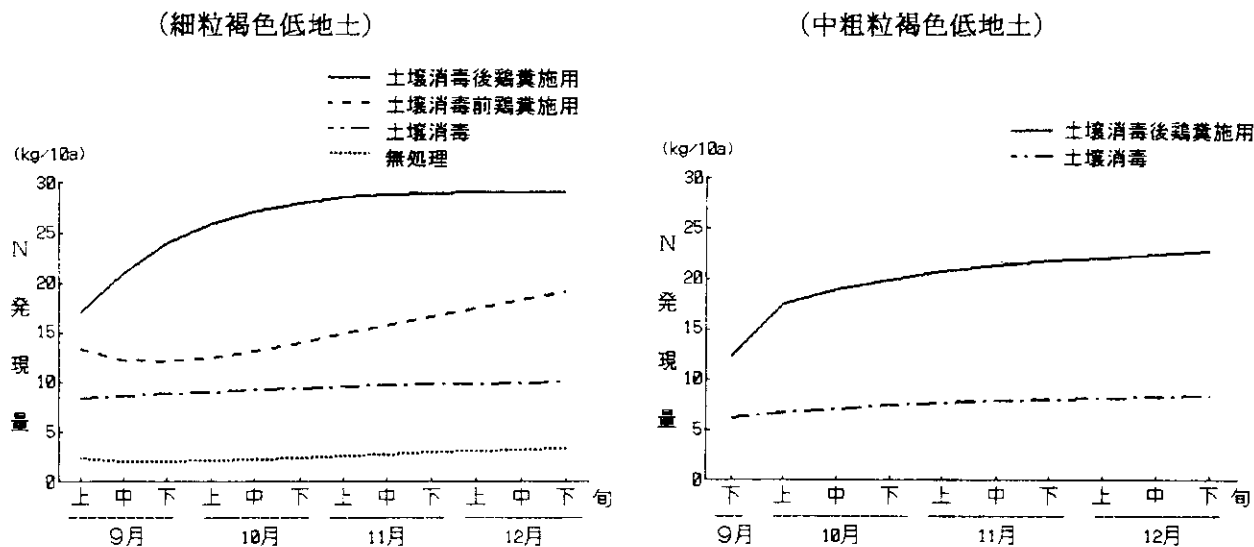 (細粒褐色低地土)
土壌消毒後鶏糞施用
土壌消毒前鶏糞施用
土壌消毒
無処理
(kg/10a)
N発現量
30
25
20
15
10
5
0
上 中 下 上 中 下 上 中 下 上 中 下 旬
9月 10月 11月 12月
(中粗粒褐色低地土)
土壌消毒後鶏糞施用
土壌消毒
(kg/10a)
N発現量
30
25
20
15
10
5
0
下 上 中 下 上 中 下 上 中 下 旬
9月 10月 11月 12月